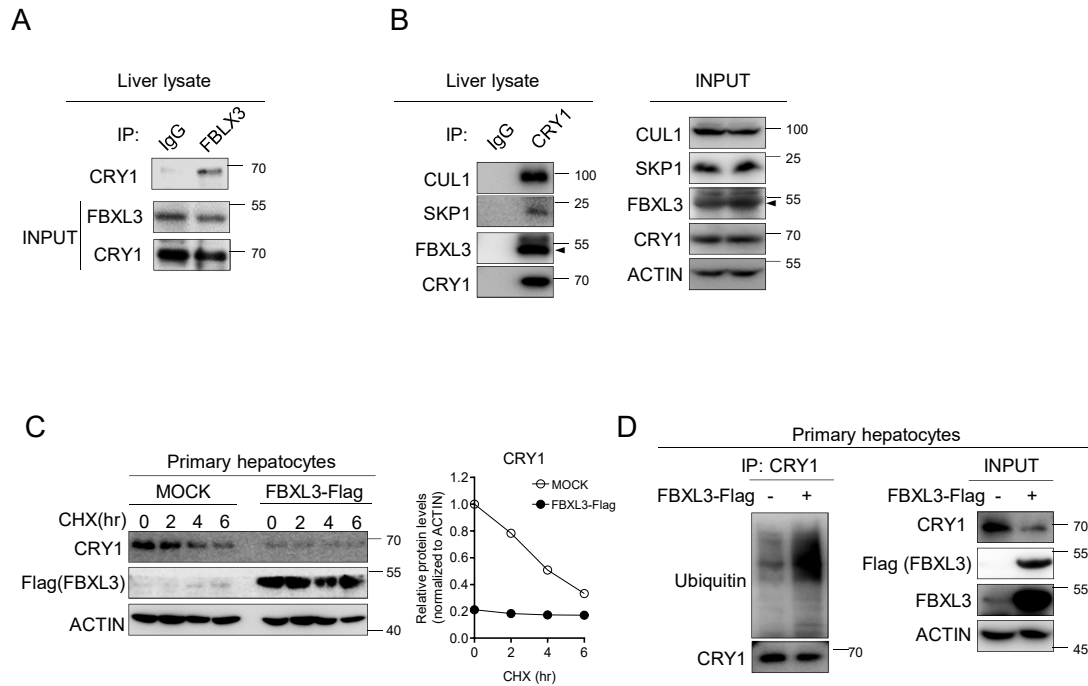 A
Liver lysate
IP: IgG FBLX3
CRY1 70
INPUT
FBXL3 55
CRY1 70
B
Liver lysate
IP: IgG CRY1
CUL1 100
SKP1 25
FBXL3 55
CRY1 70
INPUT
CUL1 100
SKP1 25
FBXL3 55
CRY1 70
ACTIN 55
C
Primary hepatocytes
MOCK FBXL3-Flag
CHX(hr) 0 2 4 6 0 2 4 6
CRY1 70
Flag(FBXL3) 55
ACTIN 40
CRY1
MOCK
FBXL3-Flag
Relative protein levels
(normalized to ACTIN)
1.2
1.0
0.8
0.6
0.4
0.2
0.0
0 2 4 6
CHX (hr)
D
Primary hepatocytes
IP: CRY1
FBXL3-Flag - +
Ubiquitin
CRY1 70
INPUT
FBXL3-Flag - +
CRY1 70
Flag (FBXL3) 55
FBXL3 55
ACTIN 45